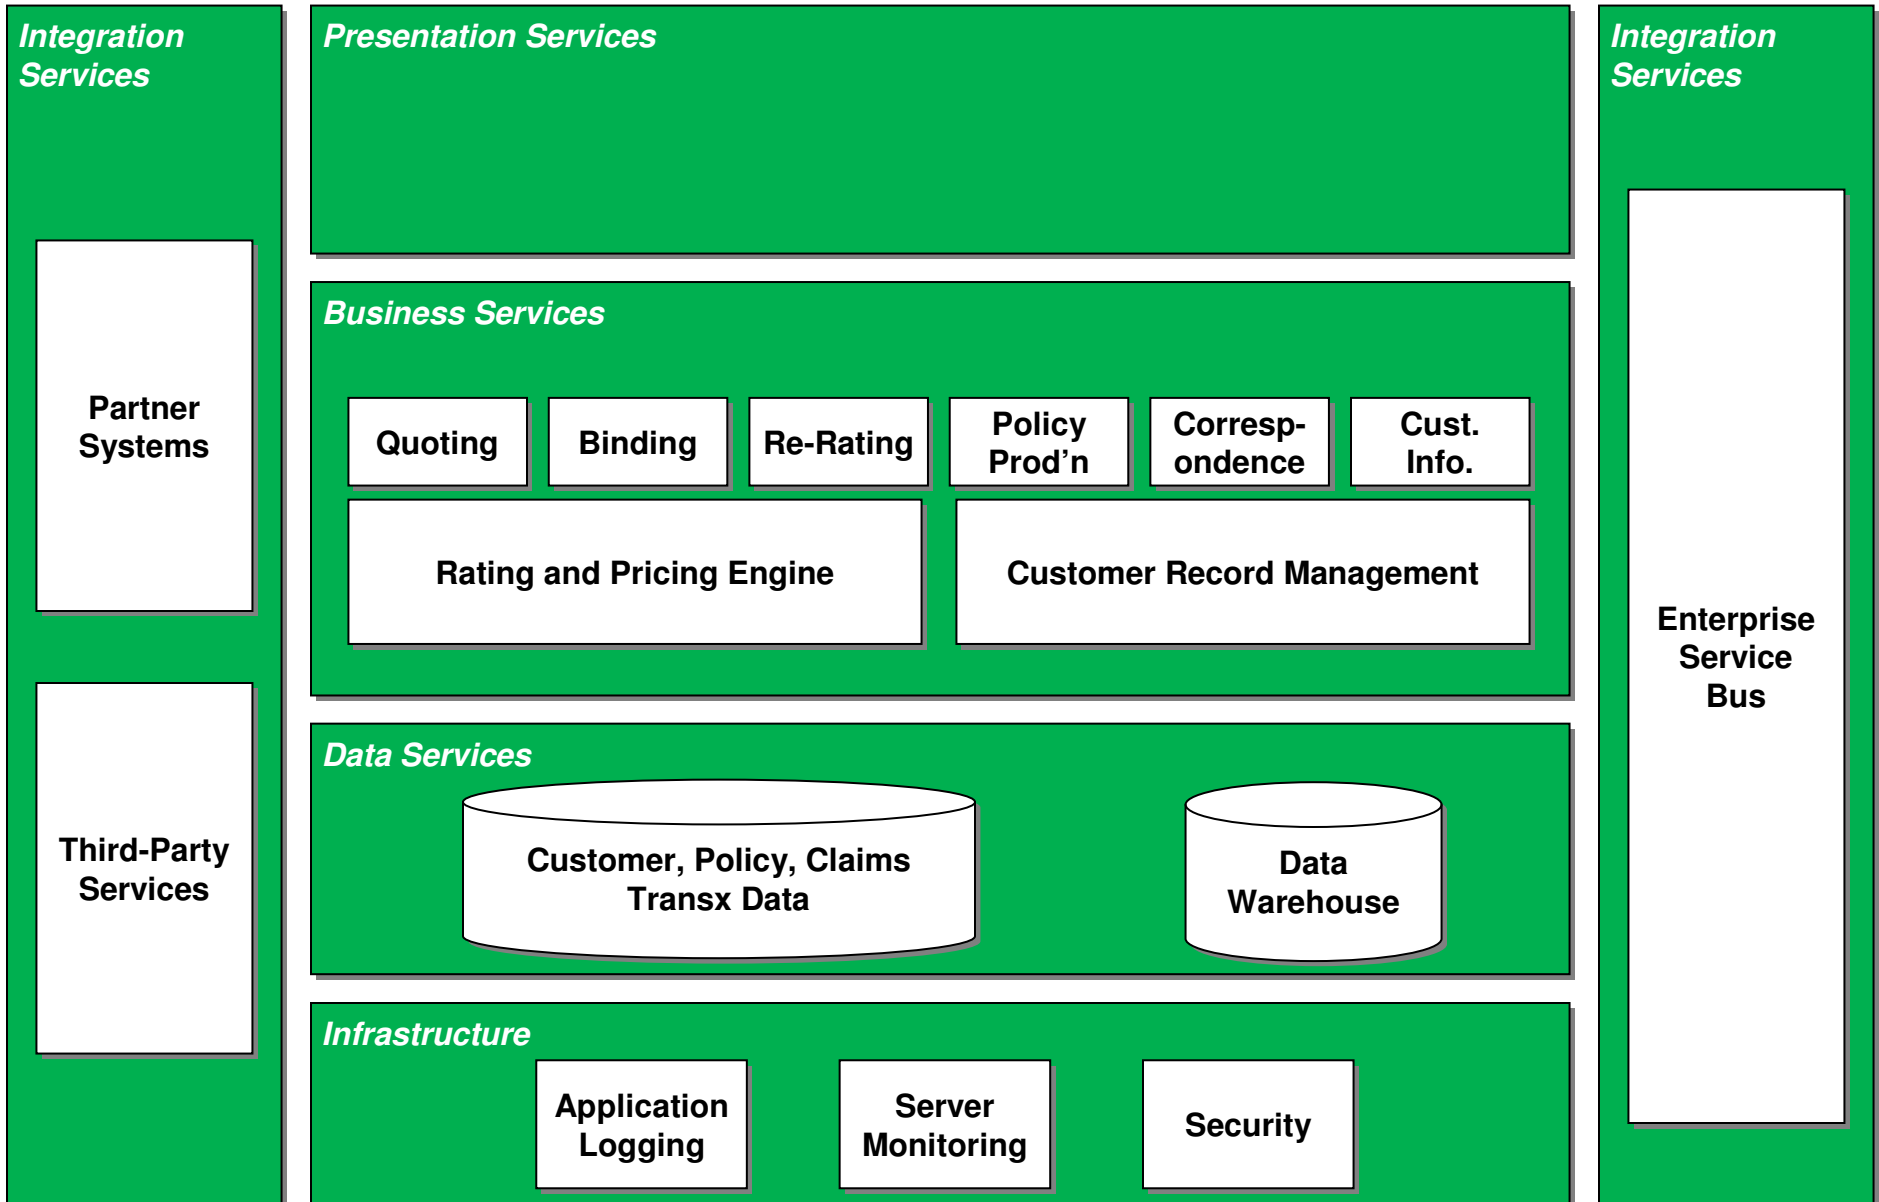 Integration
Services
Partner
Systems
Third-Party
Services
Presentation Services
Business Services
Quoting
Binding
Re-Rating
Policy
Prod’n
Corresp-
ondence
Cust.
Info.
Rating and Pricing Engine
Customer Record Management
Data Services
Customer, Policy, Claims
Transx Data
Data
Warehouse
Infrastructure
Application
Logging
Server
Monitoring
Security
Integration
Services
Enterprise
Service
Bus